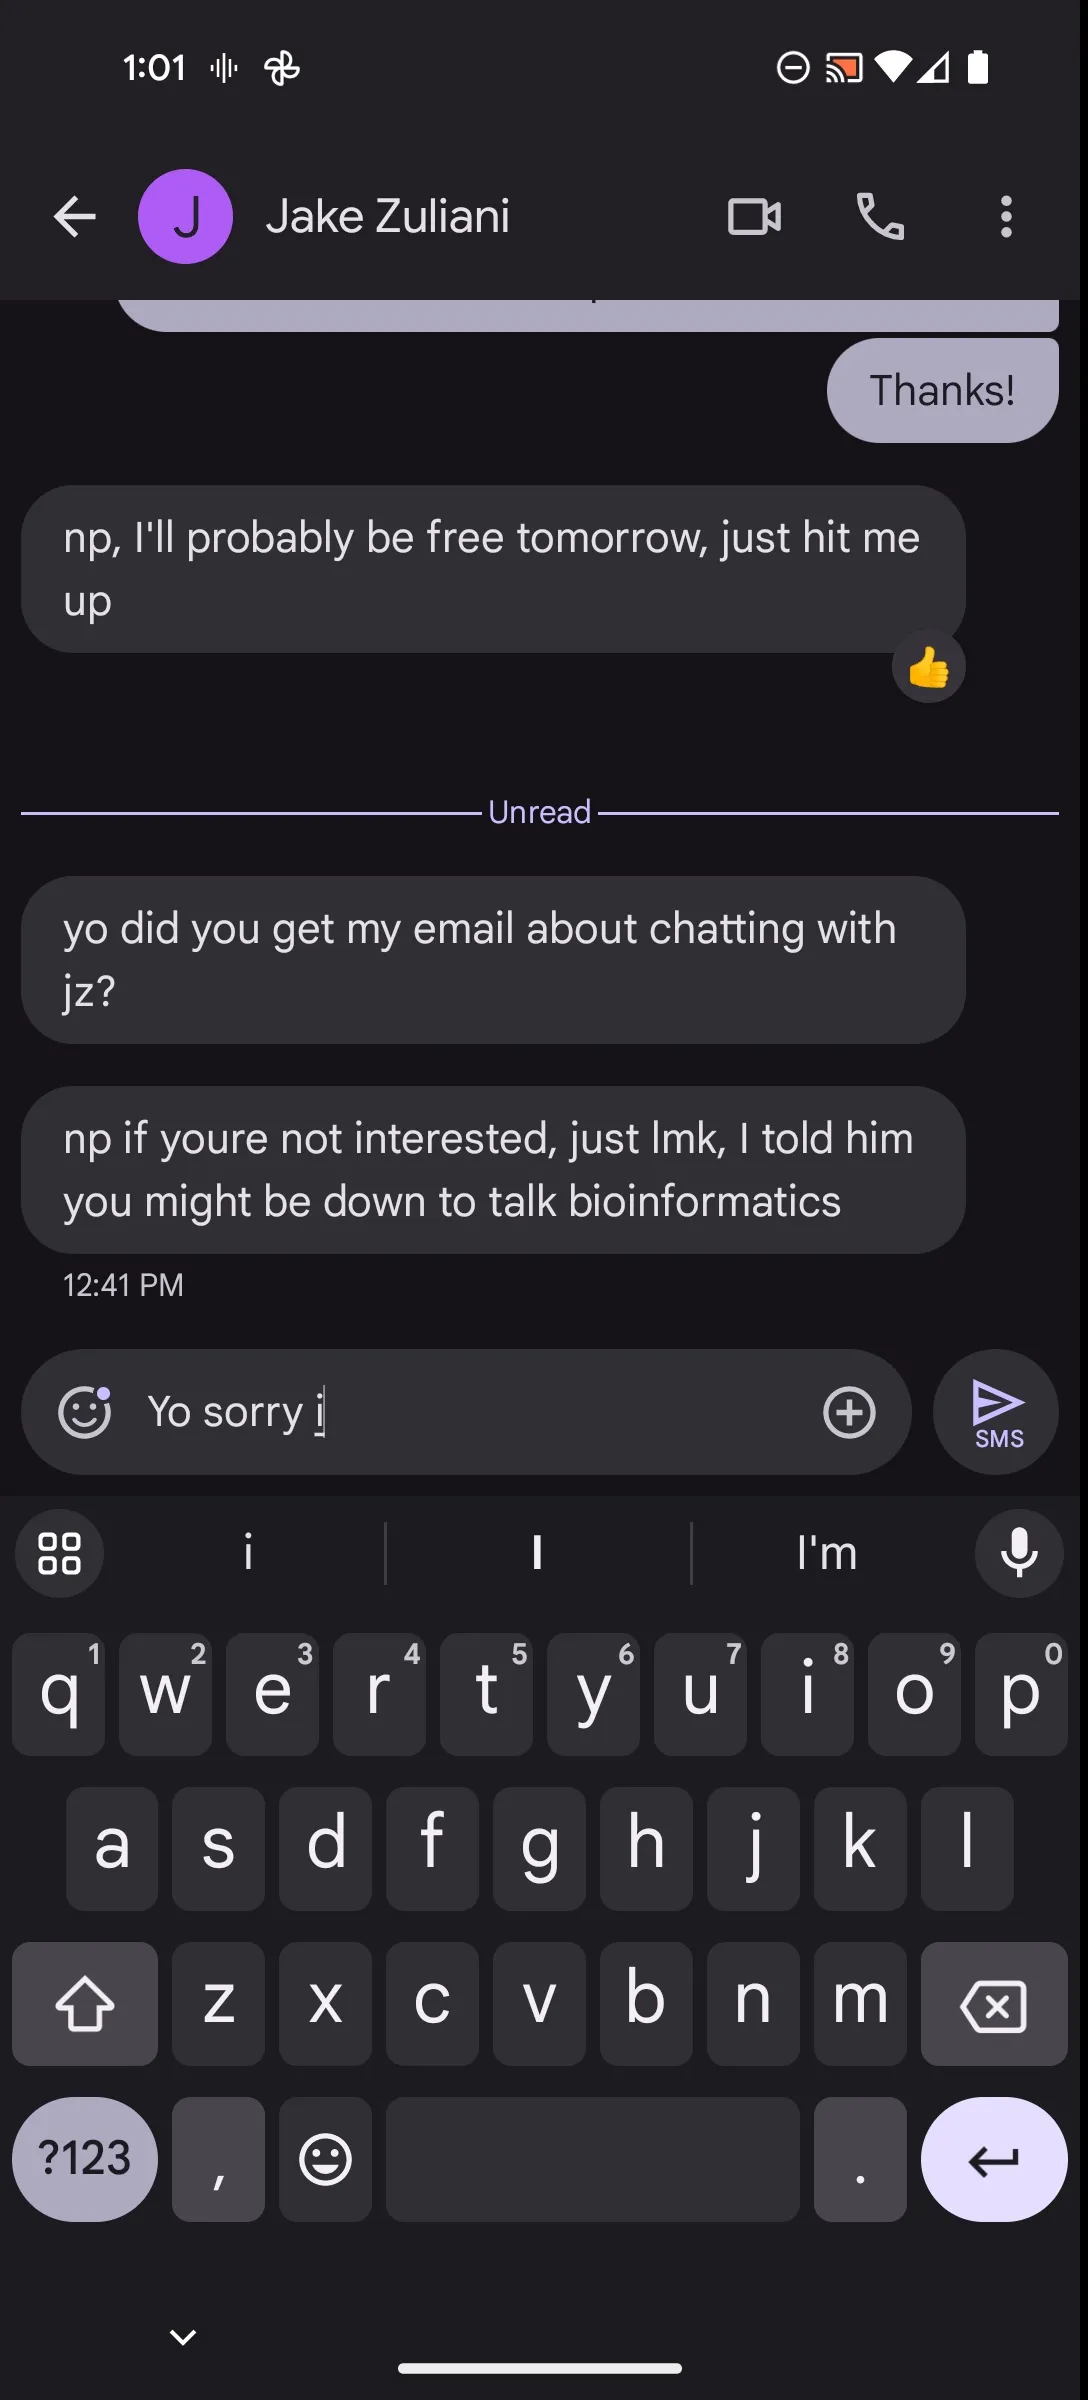 1:01
J Jake Zuliani
Thanks!
np, I'll probably be free tomorrow, just hit me
up
Unread
yo did you get my email about chatting with
jz?
np if youre not interested, just lmk, I told him
you might be down to talk bioinformatics
12:41 PM
Yo sorry i
SMS
i I I'm
1 2 3 4 5 6 7 8 9 0
q w e r t y u i o p
a s d f g h j k l
z x c v b n m
?123 , .